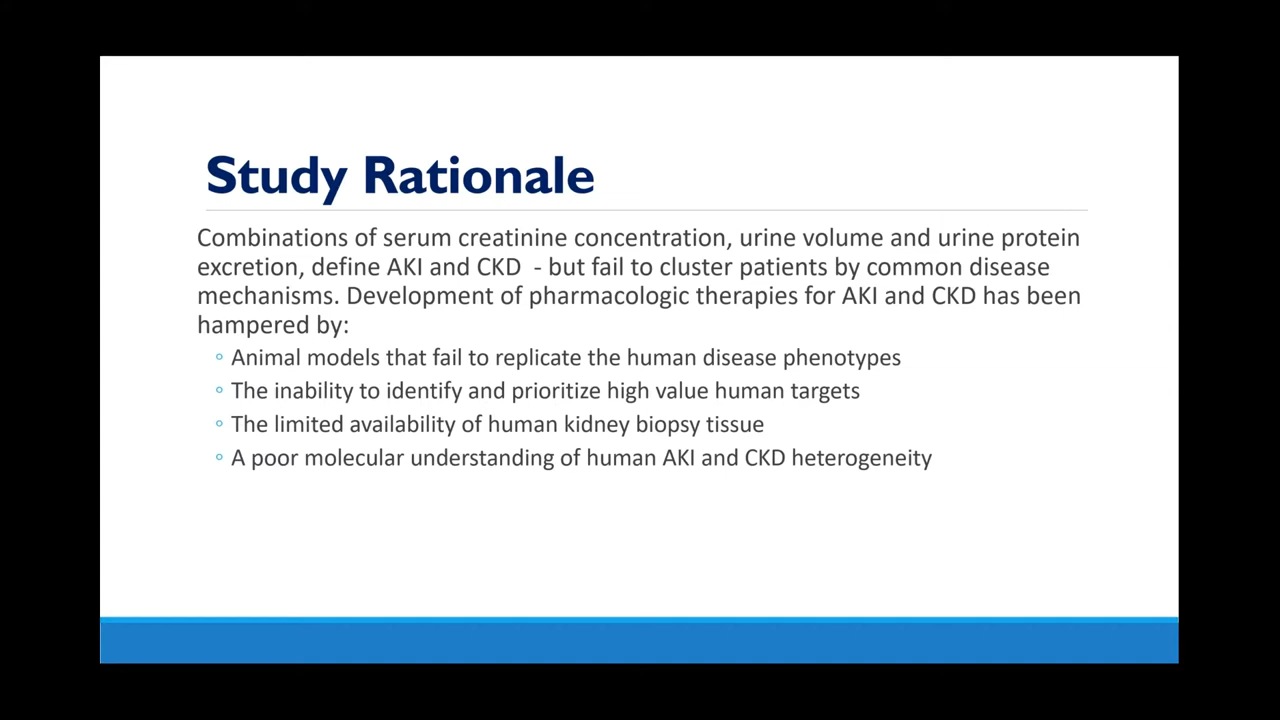 Study Rationale
Combinations of serum creatinine concentration, urine volume and urine protein
excretion, define AKI and CKD  - but fail to cluster patients by common disease
mechanisms. Development of pharmacologic therapies for AKI and CKD has been
hampered by:
◦ Animal models that fail to replicate the human disease phenotypes
◦ The inability to identify and prioritize high value human targets
◦ The limited availability of human kidney biopsy tissue
◦ A poor molecular understanding of human AKI and CKD heterogeneity